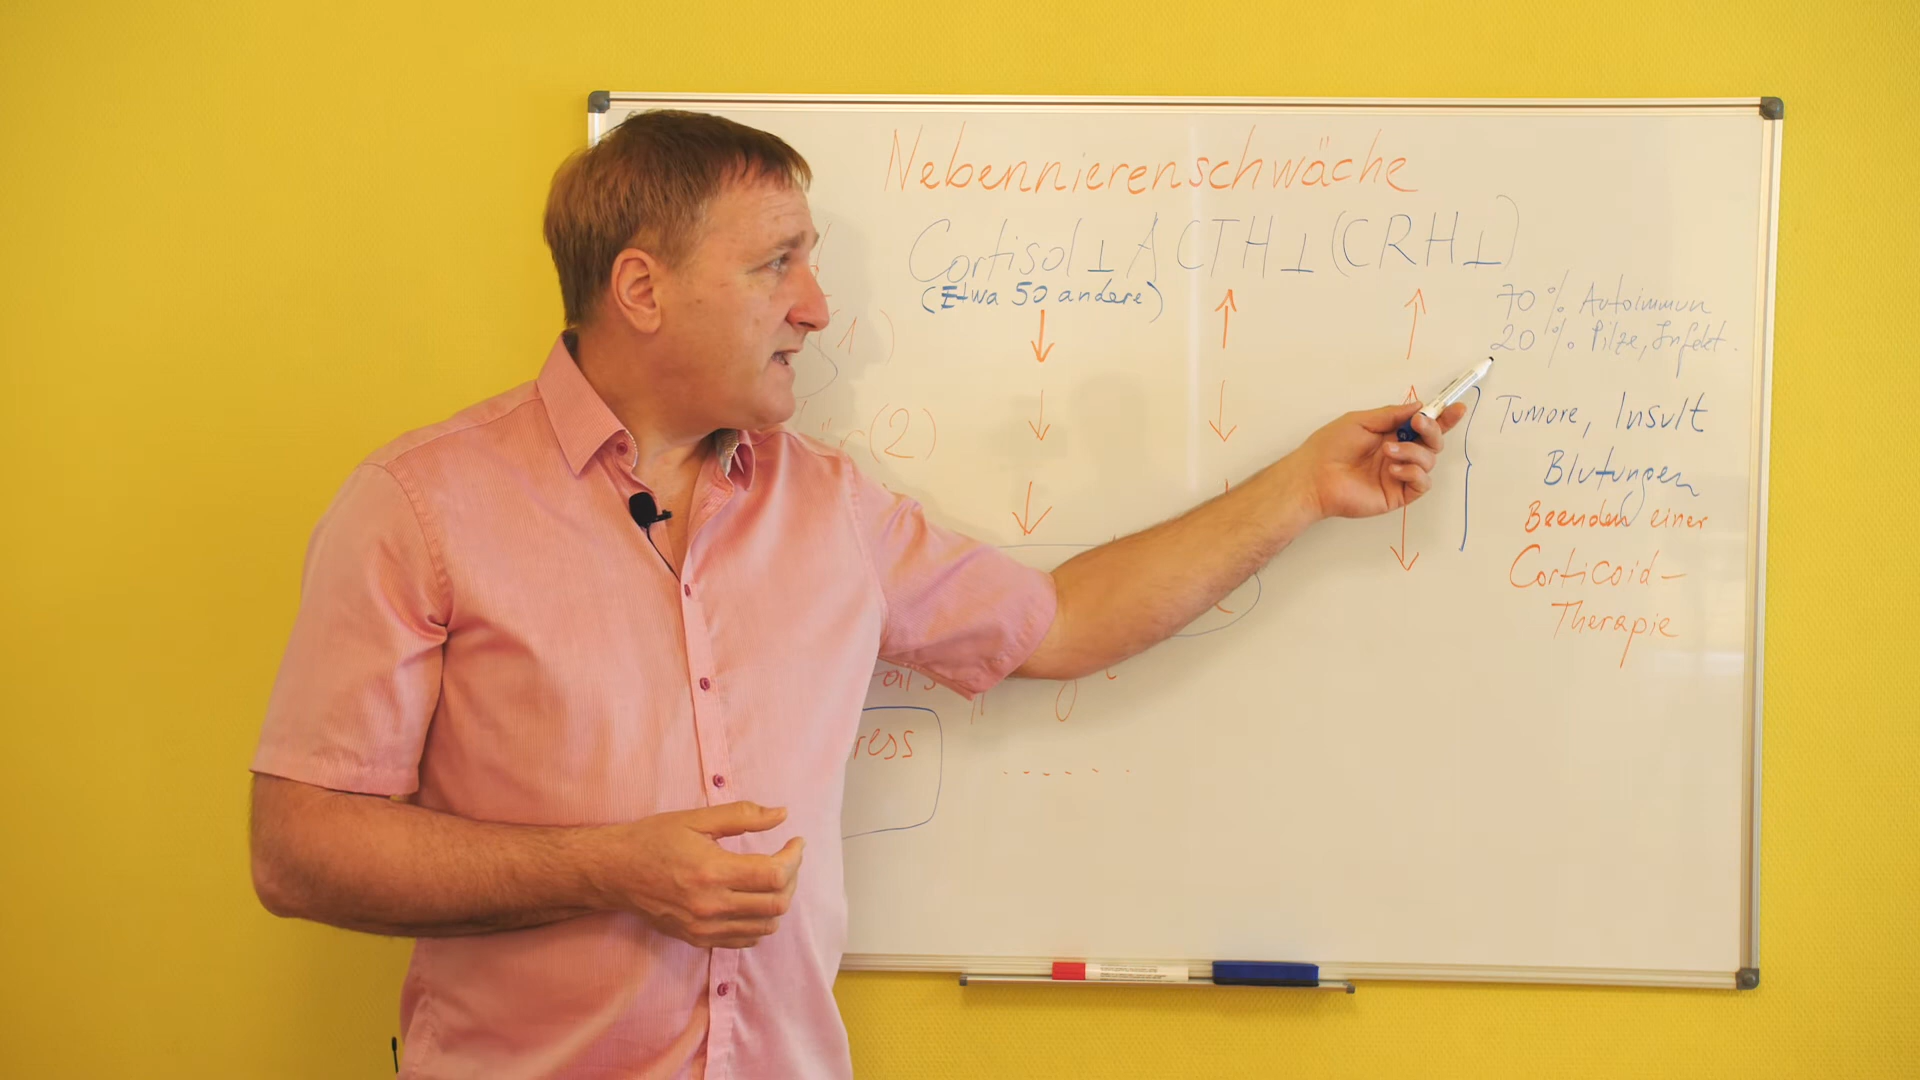 Nebennierenschwäche
Cortisol⊥ ACTH⊥ (CRH⊥)
(Etwa 50 andere)
70 % Autoimmun
(1)
20 % Pilze, Infekt.
(2)
Tumore, Insult
Blutungen
Beenden einer
Corticoid-
Therapie
ress